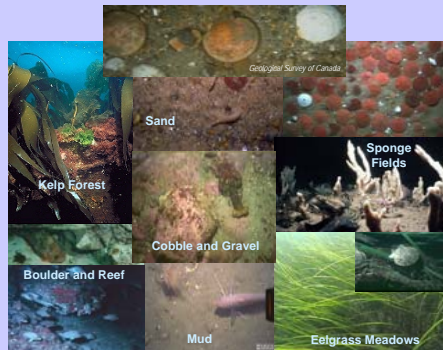 Geological Survey of Canada
Sand
Sponge
Fields
Kelp Forest
Cobble and Gravel
Boulder and Reef
Mud
Eelgrass Meadows